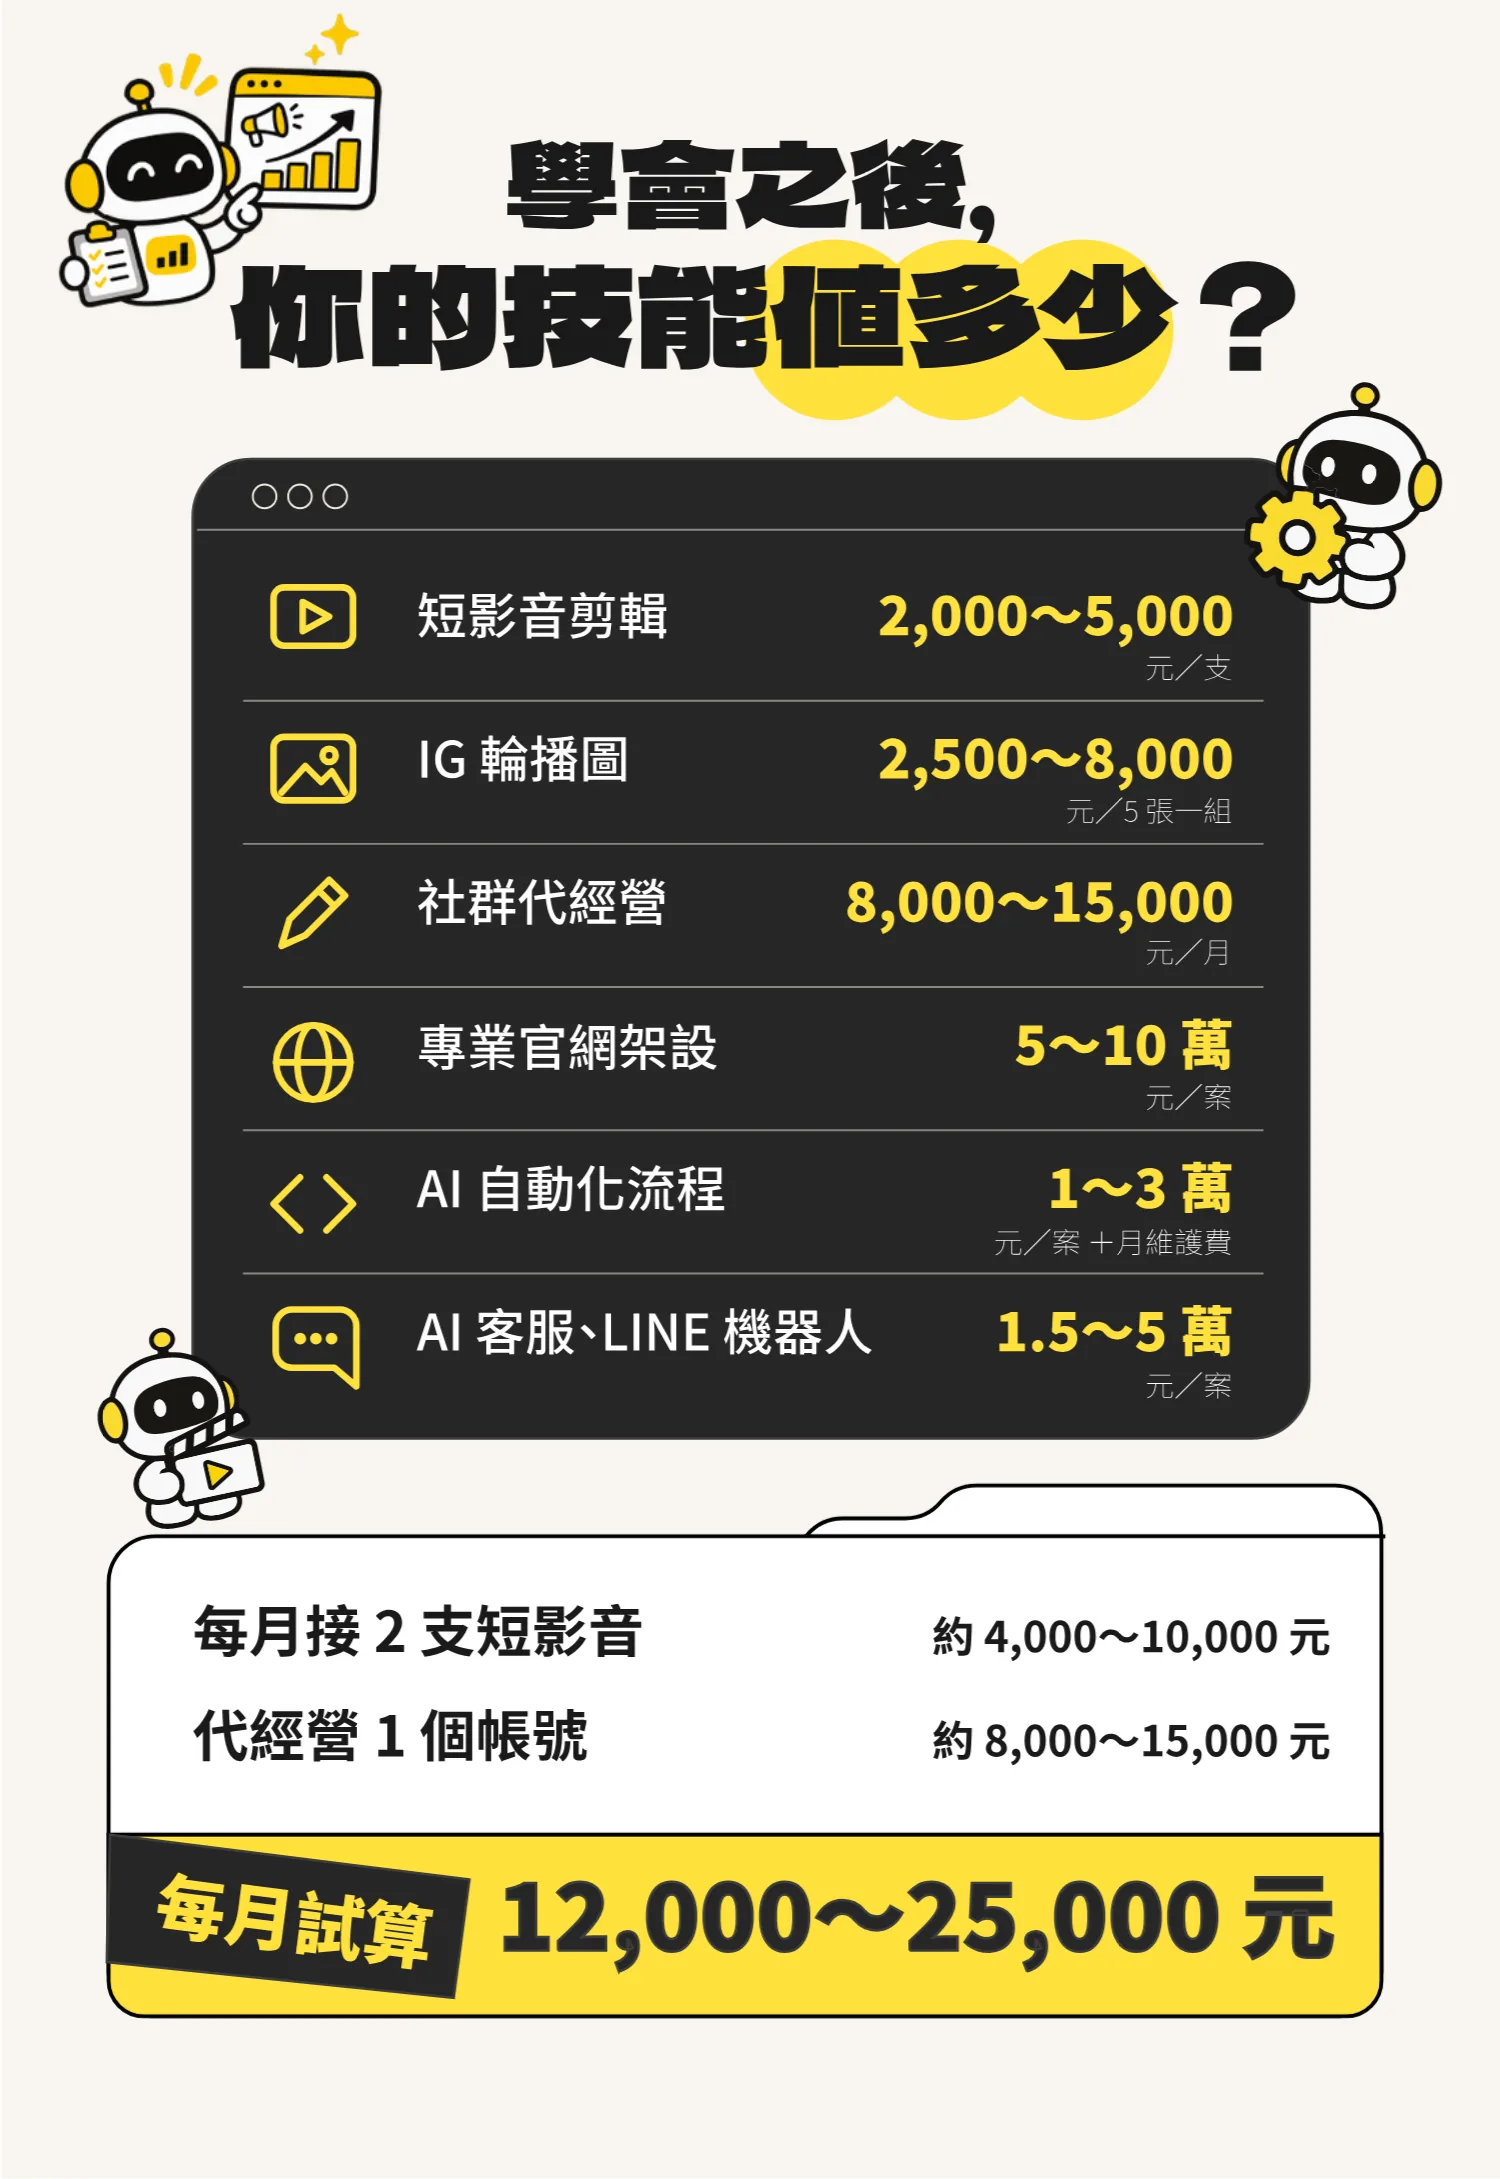 學會之後,
你的技能值多少？
短影音剪輯
2,000～5,000
元／支
IG 輪播圖
2,500～8,000
元／5 張一組
社群代經營
8,000～15,000
元／月
專業官網架設
5～10 萬
元／案
AI 自動化流程
1～3 萬
元／案 ＋月維護費
AI 客服、LINE 機器人
1.5～5 萬
元／案
每月接 2 支短影音
約 4,000～10,000 元
代經營 1 個帳號
約 8,000～15,000 元
每月試算
12,000～25,000 元